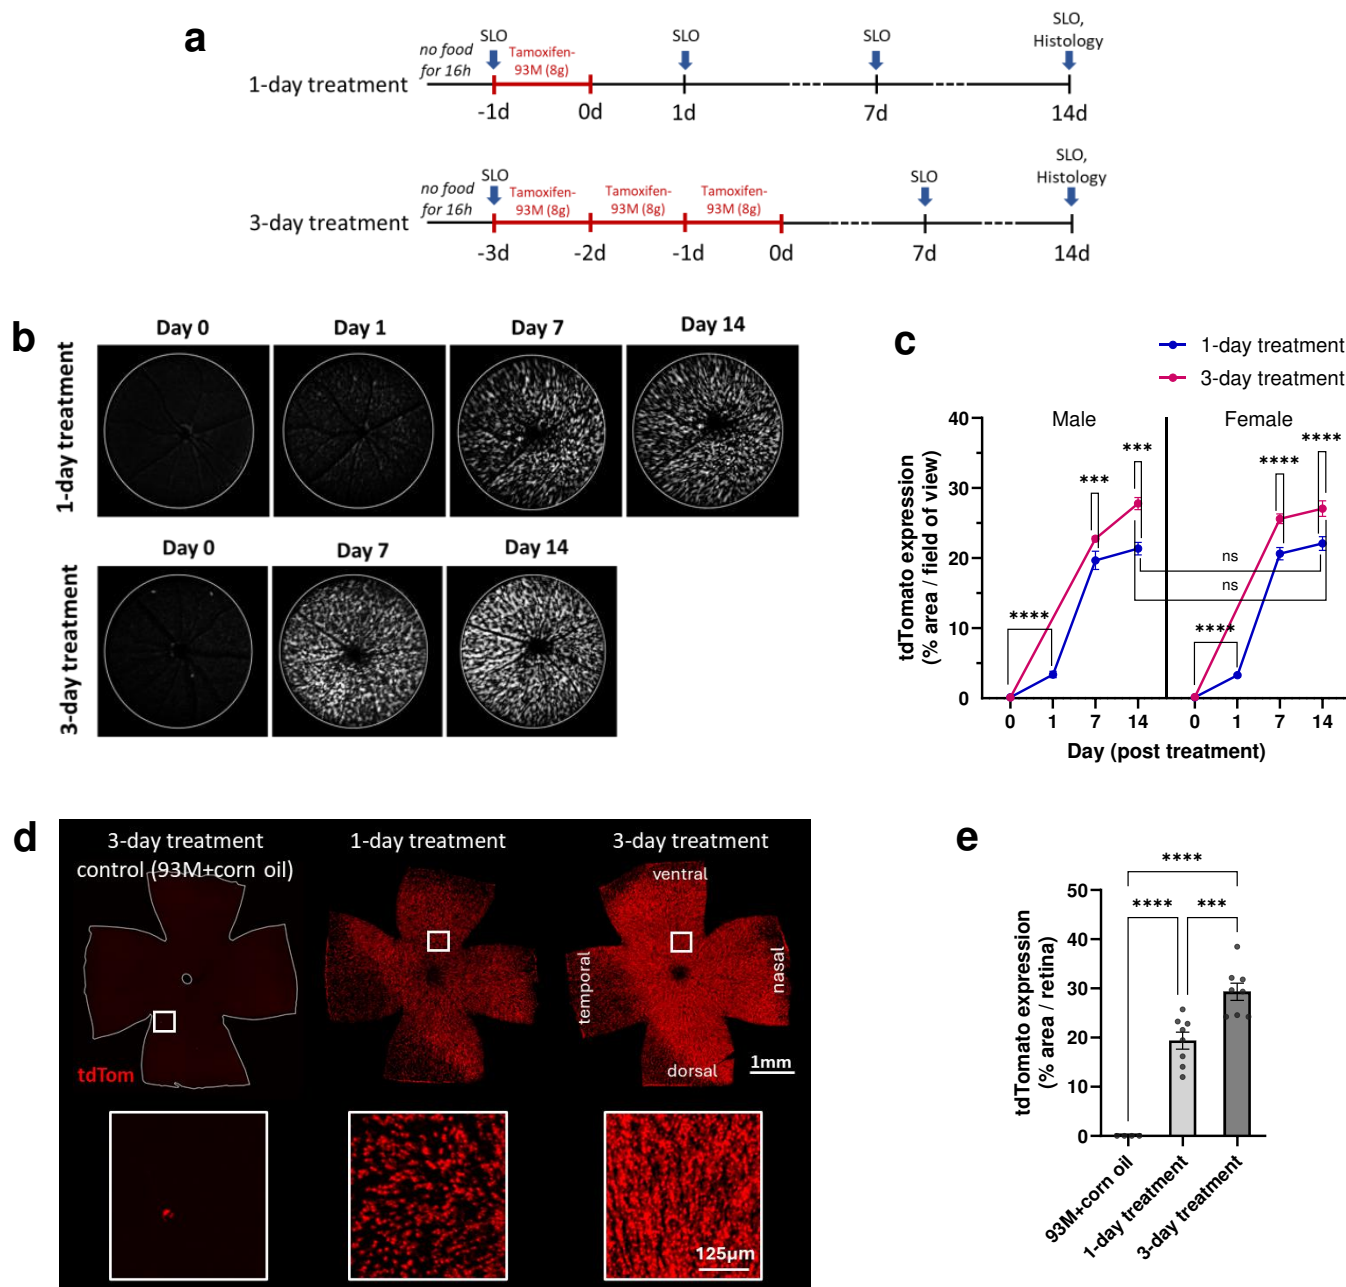 a
SLO
SLO
SLO
SLO,
Histology
no food
for 16h
Tamoxifen-
93M (8g)
1-day treatment
-1d
0d
1d
7d
14d
SLO
SLO
SLO,
Histology
no food
for 16h
Tamoxifen-
93M (8g)
Tamoxifen-
93M (8g)
Tamoxifen-
93M (8g)
3-day treatment
-3d
-2d
-1d
0d
7d
14d
b
Day 0
Day 1
Day 7
Day 14
1-day treatment
Day 0
Day 7
Day 14
3-day treatment
c
1-day treatment
3-day treatment
Male
Female
tdTomato expression
(% area / field of view)
40
30
20
10
0
****
***
***
****
****
****
ns
ns
0
1
7
14
0
1
7
14
Day (post treatment)
d
3-day treatment
control (93M+corn oil)
1-day treatment
3-day treatment
ventral
temporal
nasal
dorsal
tdTom
1mm
125µm
e
tdTomato expression
(% area / retina)
50
40
30
20
10
0
****
****
***
93M+corn oil
1-day treatment
3-day treatment